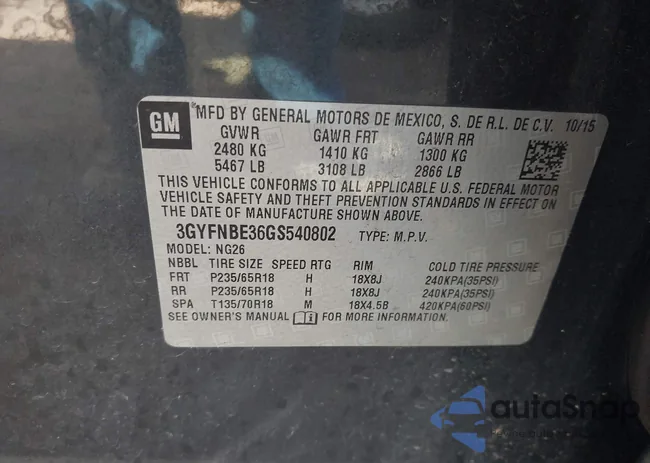 GM
MFD BY GENERAL MOTORS DE MEXICO, S. DE R.L. DE C.V. 10/15
GVWR GAWR FRT GAWR RR
2480 KG 1410 KG 1300 KG
5467 LB 3108 LB 2866 LB
THIS VEHICLE CONFORMS TO ALL APPLICABLE U.S. FEDERAL MOTOR
VEHICLE SAFETY AND THEFT PREVENTION STANDARDS IN EFFECT ON THE
DATE OF MANUFACTURE SHOWN ABOVE.
3GYFNBE36GS540802 TYPE: M.P.V.
MODEL: NG26
NBBL TIRE SIZE SPEED RTG RIM COLD TIRE PRESSURE
FRT P235/65R18 H 18X8J 240KPA(35PSI)
RR P235/65R18 H 18X8J 240KPA(35PSI)
SPA T135/70R18 M 18X4.5B 420KPA(60PSI)
SEE OWNER'S MANUAL i FOR MORE INFORMATION.
autoSnap